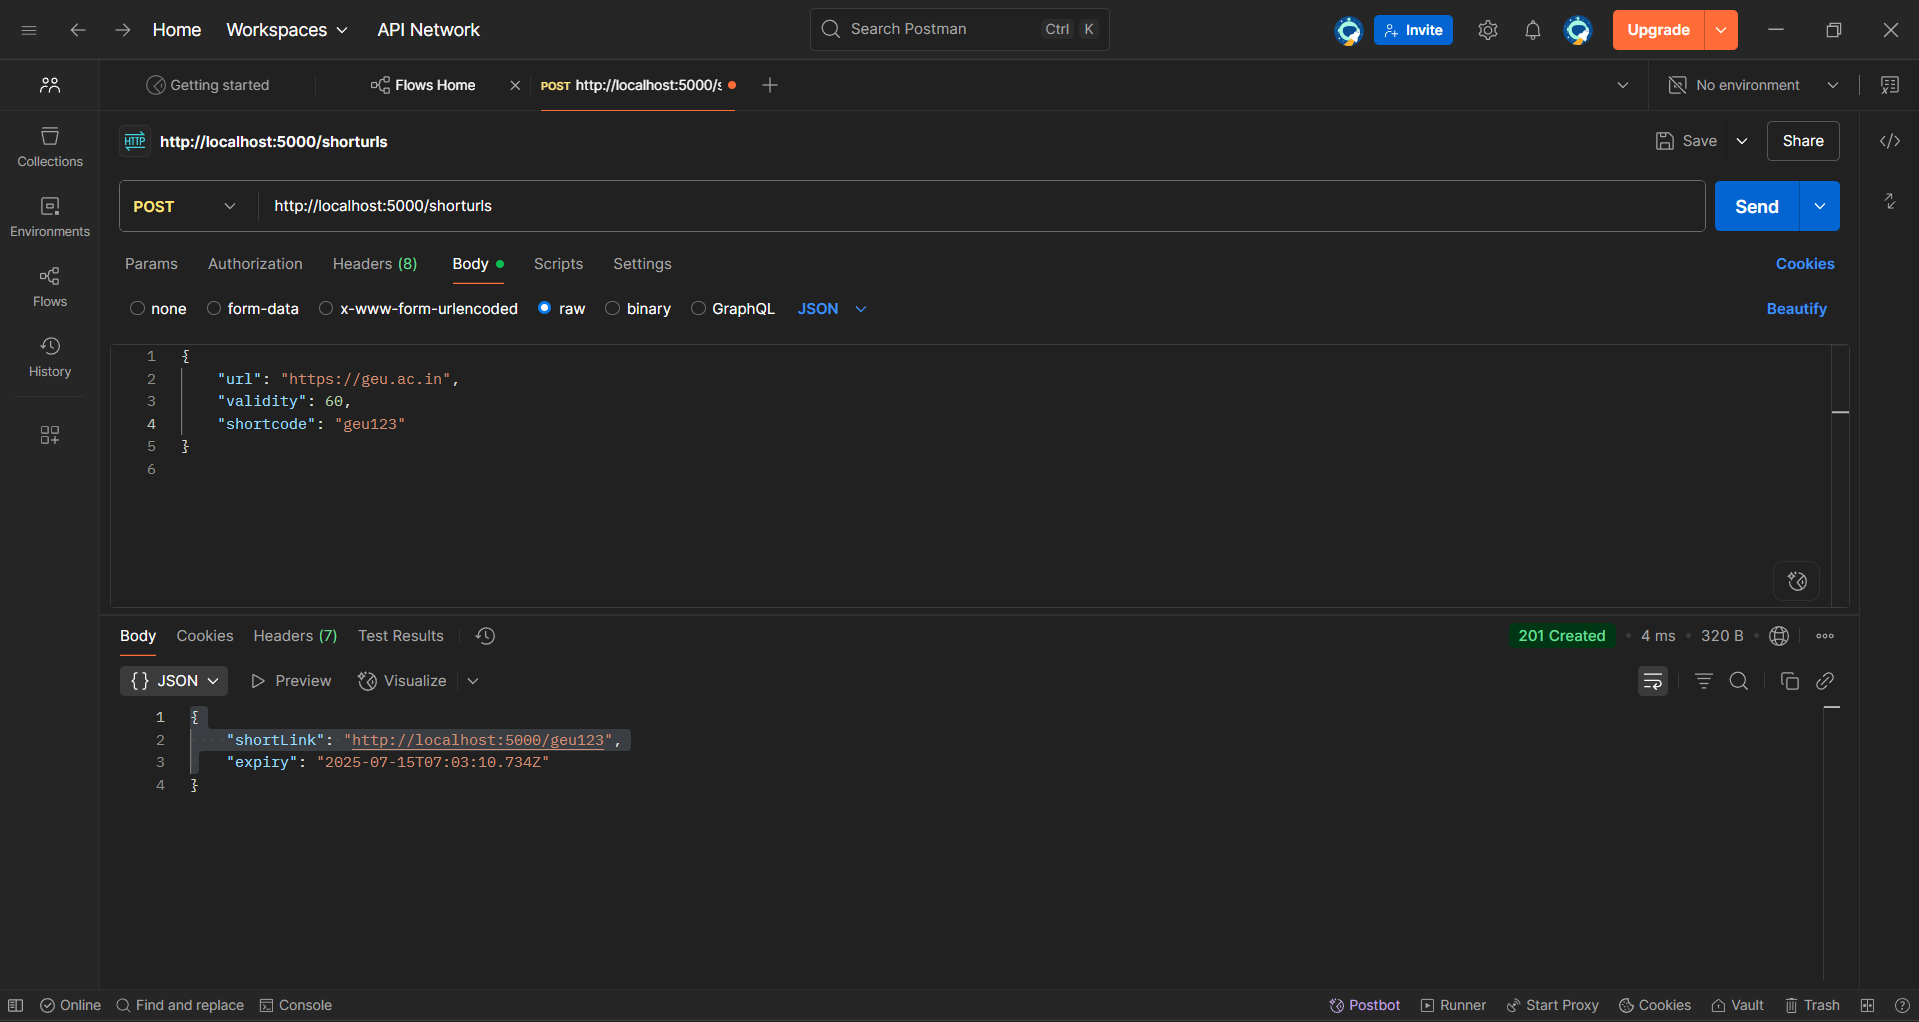 Home Workspaces API Network Search Postman Ctrl K Invite Upgrade
Getting started Flows Home POST http://localhost:5000/s No environment
HTTP http://localhost:5000/shorturls Save Share
Collections
Environments
Flows
History
POST http://localhost:5000/shorturls Send
Params Authorization Headers (8) Body Scripts Settings Cookies
none form-data x-www-form-urlencoded raw binary GraphQL JSON Beautify
1 {
2 "url": "https://geu.ac.in",
3 "validity": 60,
4 "shortcode": "geu123"
5 }
6
Body Cookies Headers (7) Test Results 201 Created • 4 ms • 320 B •
{} JSON Preview Visualize
1 {
2 "shortLink": "http://localhost:5000/geu123",
3 "expiry": "2025-07-15T07:03:10.734Z"
4 }
Online Find and replace Console Postbot Runner Start Proxy Cookies Vault Trash